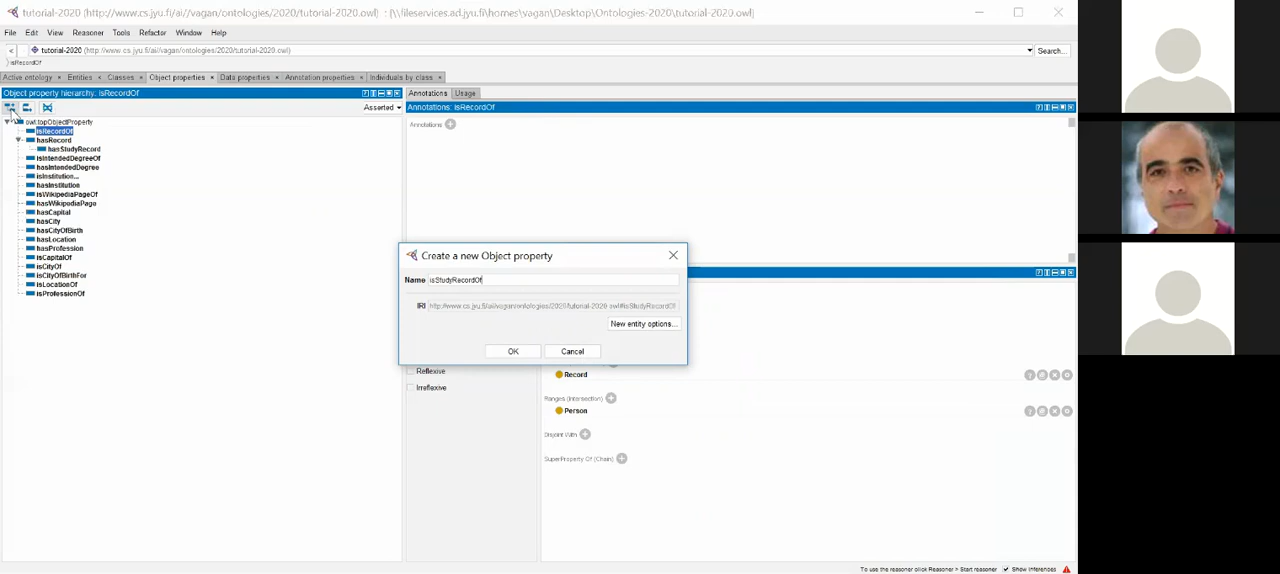 tutorial-2020 (http://www.cs.jyu.fi/ai//vagan/ontologies/2020/tutorial-2020.owl) : [\\fileservices.ad.jyu.fi\homes\vagan\Desktop\Ontologies-2020\tutorial-2020.owl]
File Edit View Reasoner Tools Refactor Window Help
< tutorial-2020 (http://www.cs.jyu.fi/ai//vagan/ontologies/2020/tutorial-2020.owl) Search...
isRecordOf
Active ontology × Entities × Classes × Object properties × Data properties × Annotation properties × Individuals by class ×
Object property hierarchy: isRecordOf
Asserted
owl:topObjectProperty
isRecordOf
hasRecord
hasStudyRecord
isIntendedDegreeOf
hasIntendedDegree
isInstitution...
hasInstitution
isWikipediaPageOf
hasWikipediaPage
hasCapital
hasCity
hasCityOfBirth
hasLocation
hasProfession
isCapitalOf
isCityOf
isCityOfBirthFor
isLocationOf
isProfessionOf
Annotations Usage
Annotations: isRecordOf
Annotations
Create a new Object property
Name isStudyRecordOf
IRI http://www.cs.jyu.fi/ai//vagan/ontologies/2020/tutorial-2020.owl#isStudyRecordOf
New entity options...
OK Cancel
Reflexive
Irreflexive
Record
Ranges (intersection)
Person
Disjoint With
SuperProperty Of (Chain)
To use the reasoner click Reasoner > Start reasoner Show Inferences